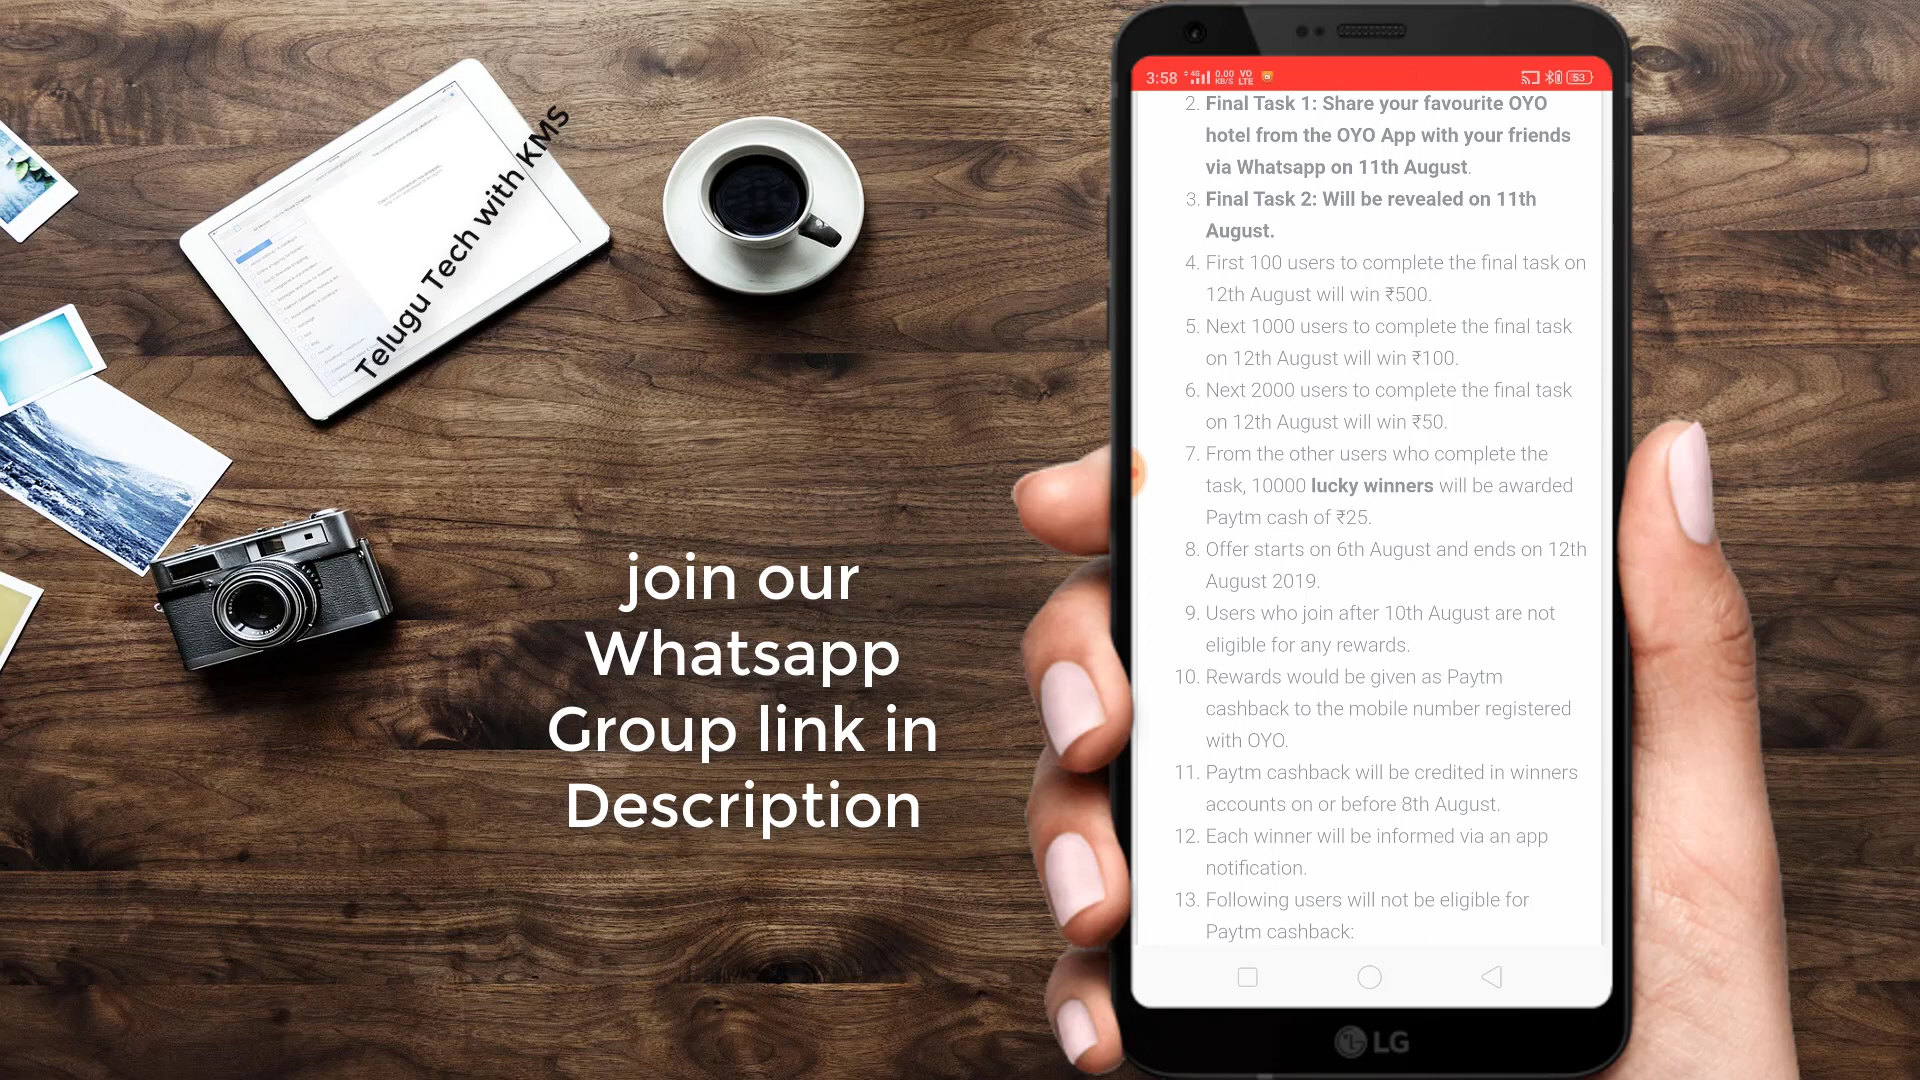 Telugu Tech with KMS
join our
Whatsapp
Group link in
Description
3:58
4G
0.00
KB/S
VO
LTE
53
2. Final Task 1: Share your favourite OYO
hotel from the OYO App with your friends
via Whatsapp on 11th August.
3. Final Task 2: Will be revealed on 11th
August.
4. First 100 users to complete the final task on
12th August will win ₹500.
5. Next 1000 users to complete the final task
on 12th August will win ₹100.
6. Next 2000 users to complete the final task
on 12th August will win ₹50.
7. From the other users who complete the
task, 10000 lucky winners will be awarded
Paytm cash of ₹25.
8. Offer starts on 6th August and ends on 12th
August 2019.
9. Users who join after 10th August are not
eligible for any rewards.
10. Rewards would be given as Paytm
cashback to the mobile number registered
with OYO.
11. Paytm cashback will be credited in winners
accounts on or before 8th August.
12. Each winner will be informed via an app
notification.
13. Following users will not be eligible for
Paytm cashback:
LG